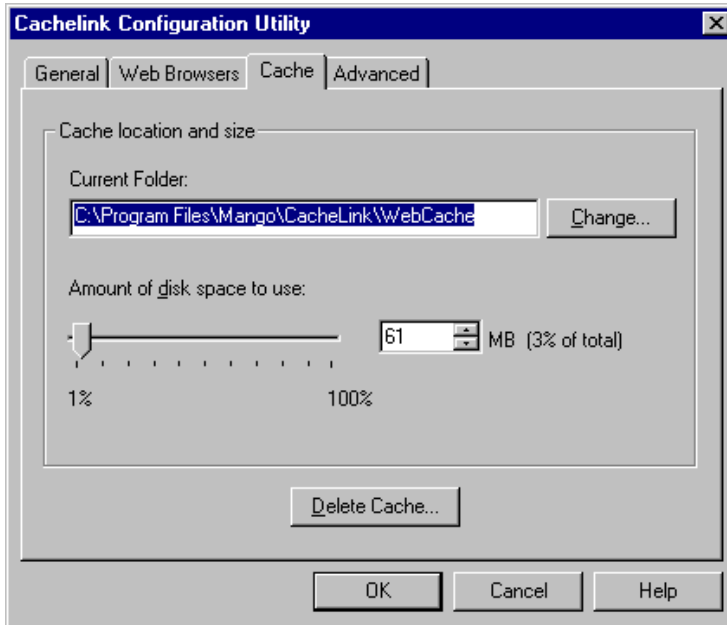 Cachelink Configuration Utility
General Web Browsers Cache Advanced
Cache location and size
Current Folder:
C:\Program Files\Mango\CacheLink\WebCache Change...
Amount of disk space to use:
61 MB (3% of total)
1% 100%
Delete Cache...
OK Cancel Help